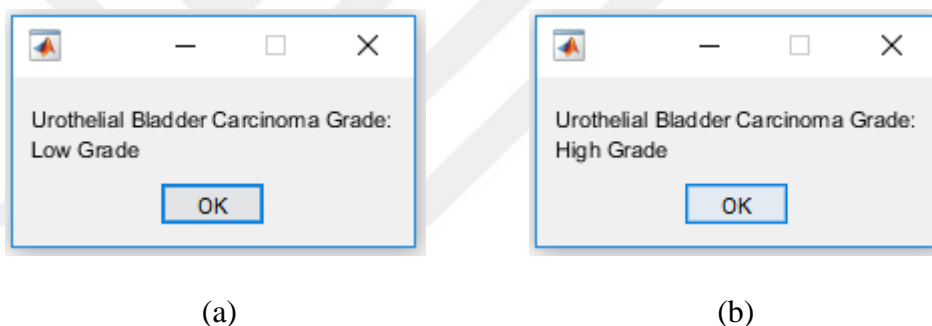 Urothelial Bladder Carcinoma Grade:
Low Grade
OK
Urothelial Bladder Carcinoma Grade:
High Grade
OK
(a)
(b)